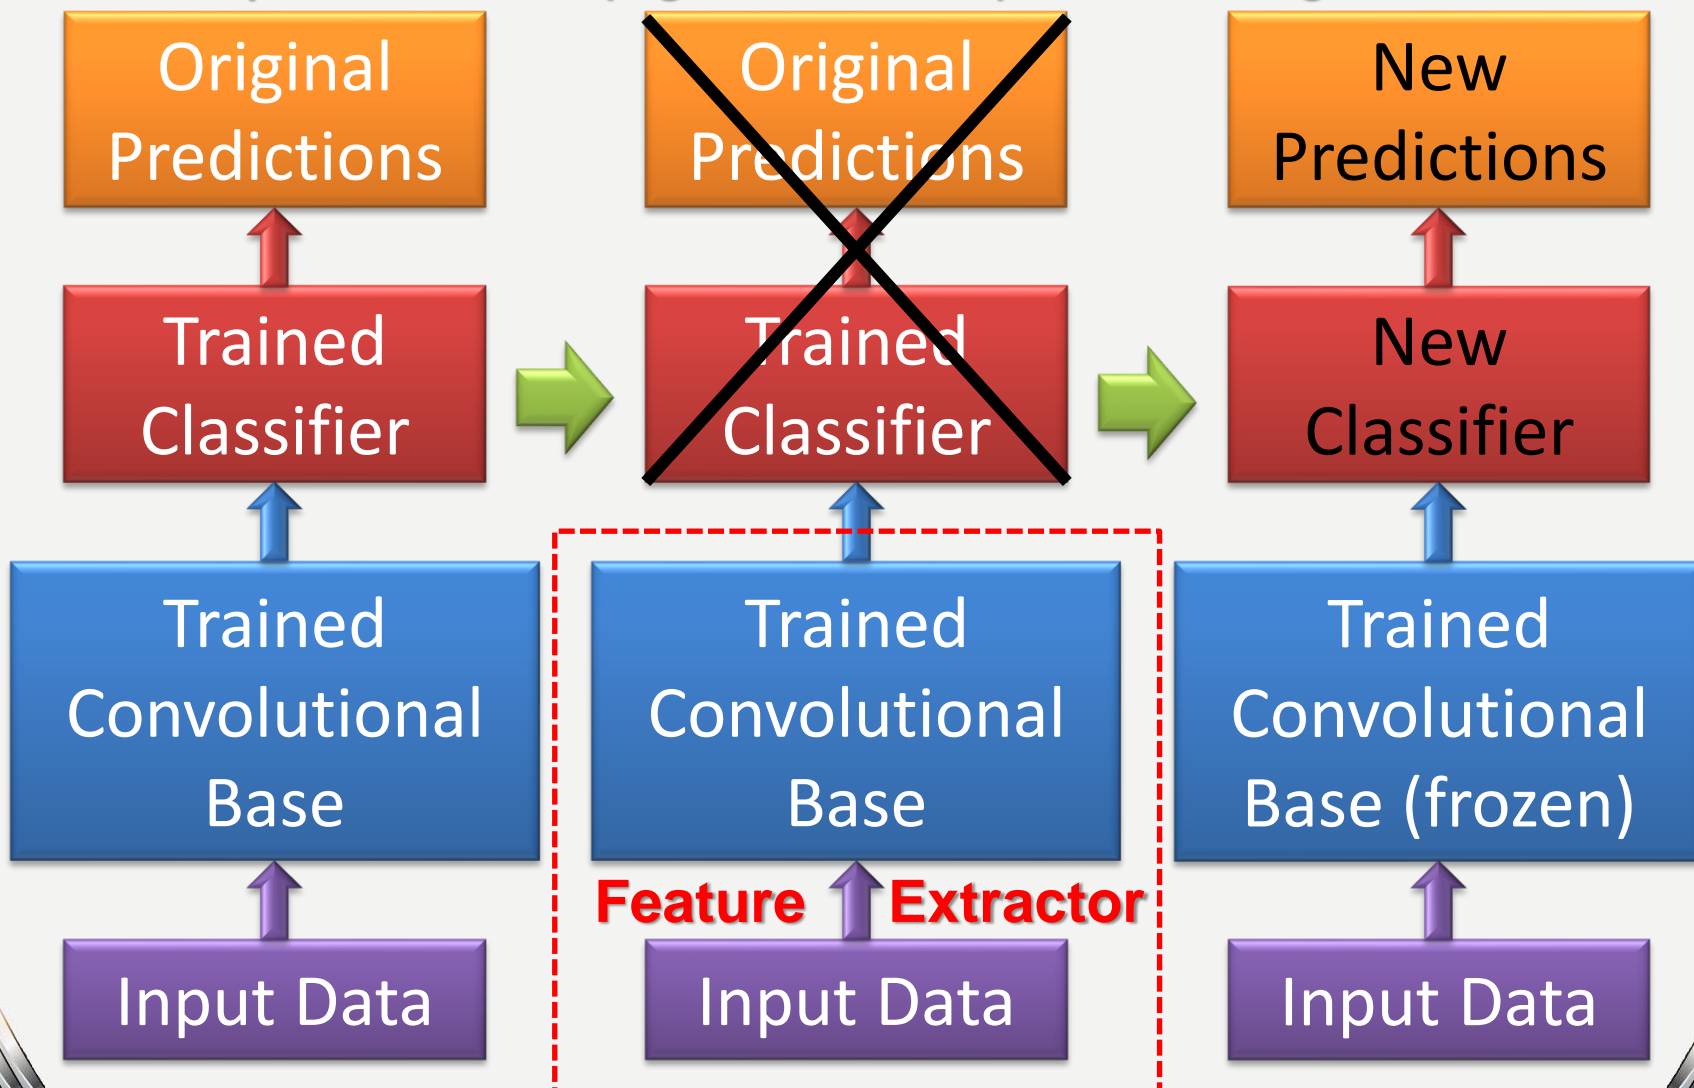 Original
Predictions
Original
Predictions
New
Predictions
Trained
Classifier
Trained
Classifier
New
Classifier
Trained
Convolutional
Base
Trained
Convolutional
Base
Trained
Convolutional
Base (frozen)
Feature Extractor
Input Data
Input Data
Input Data